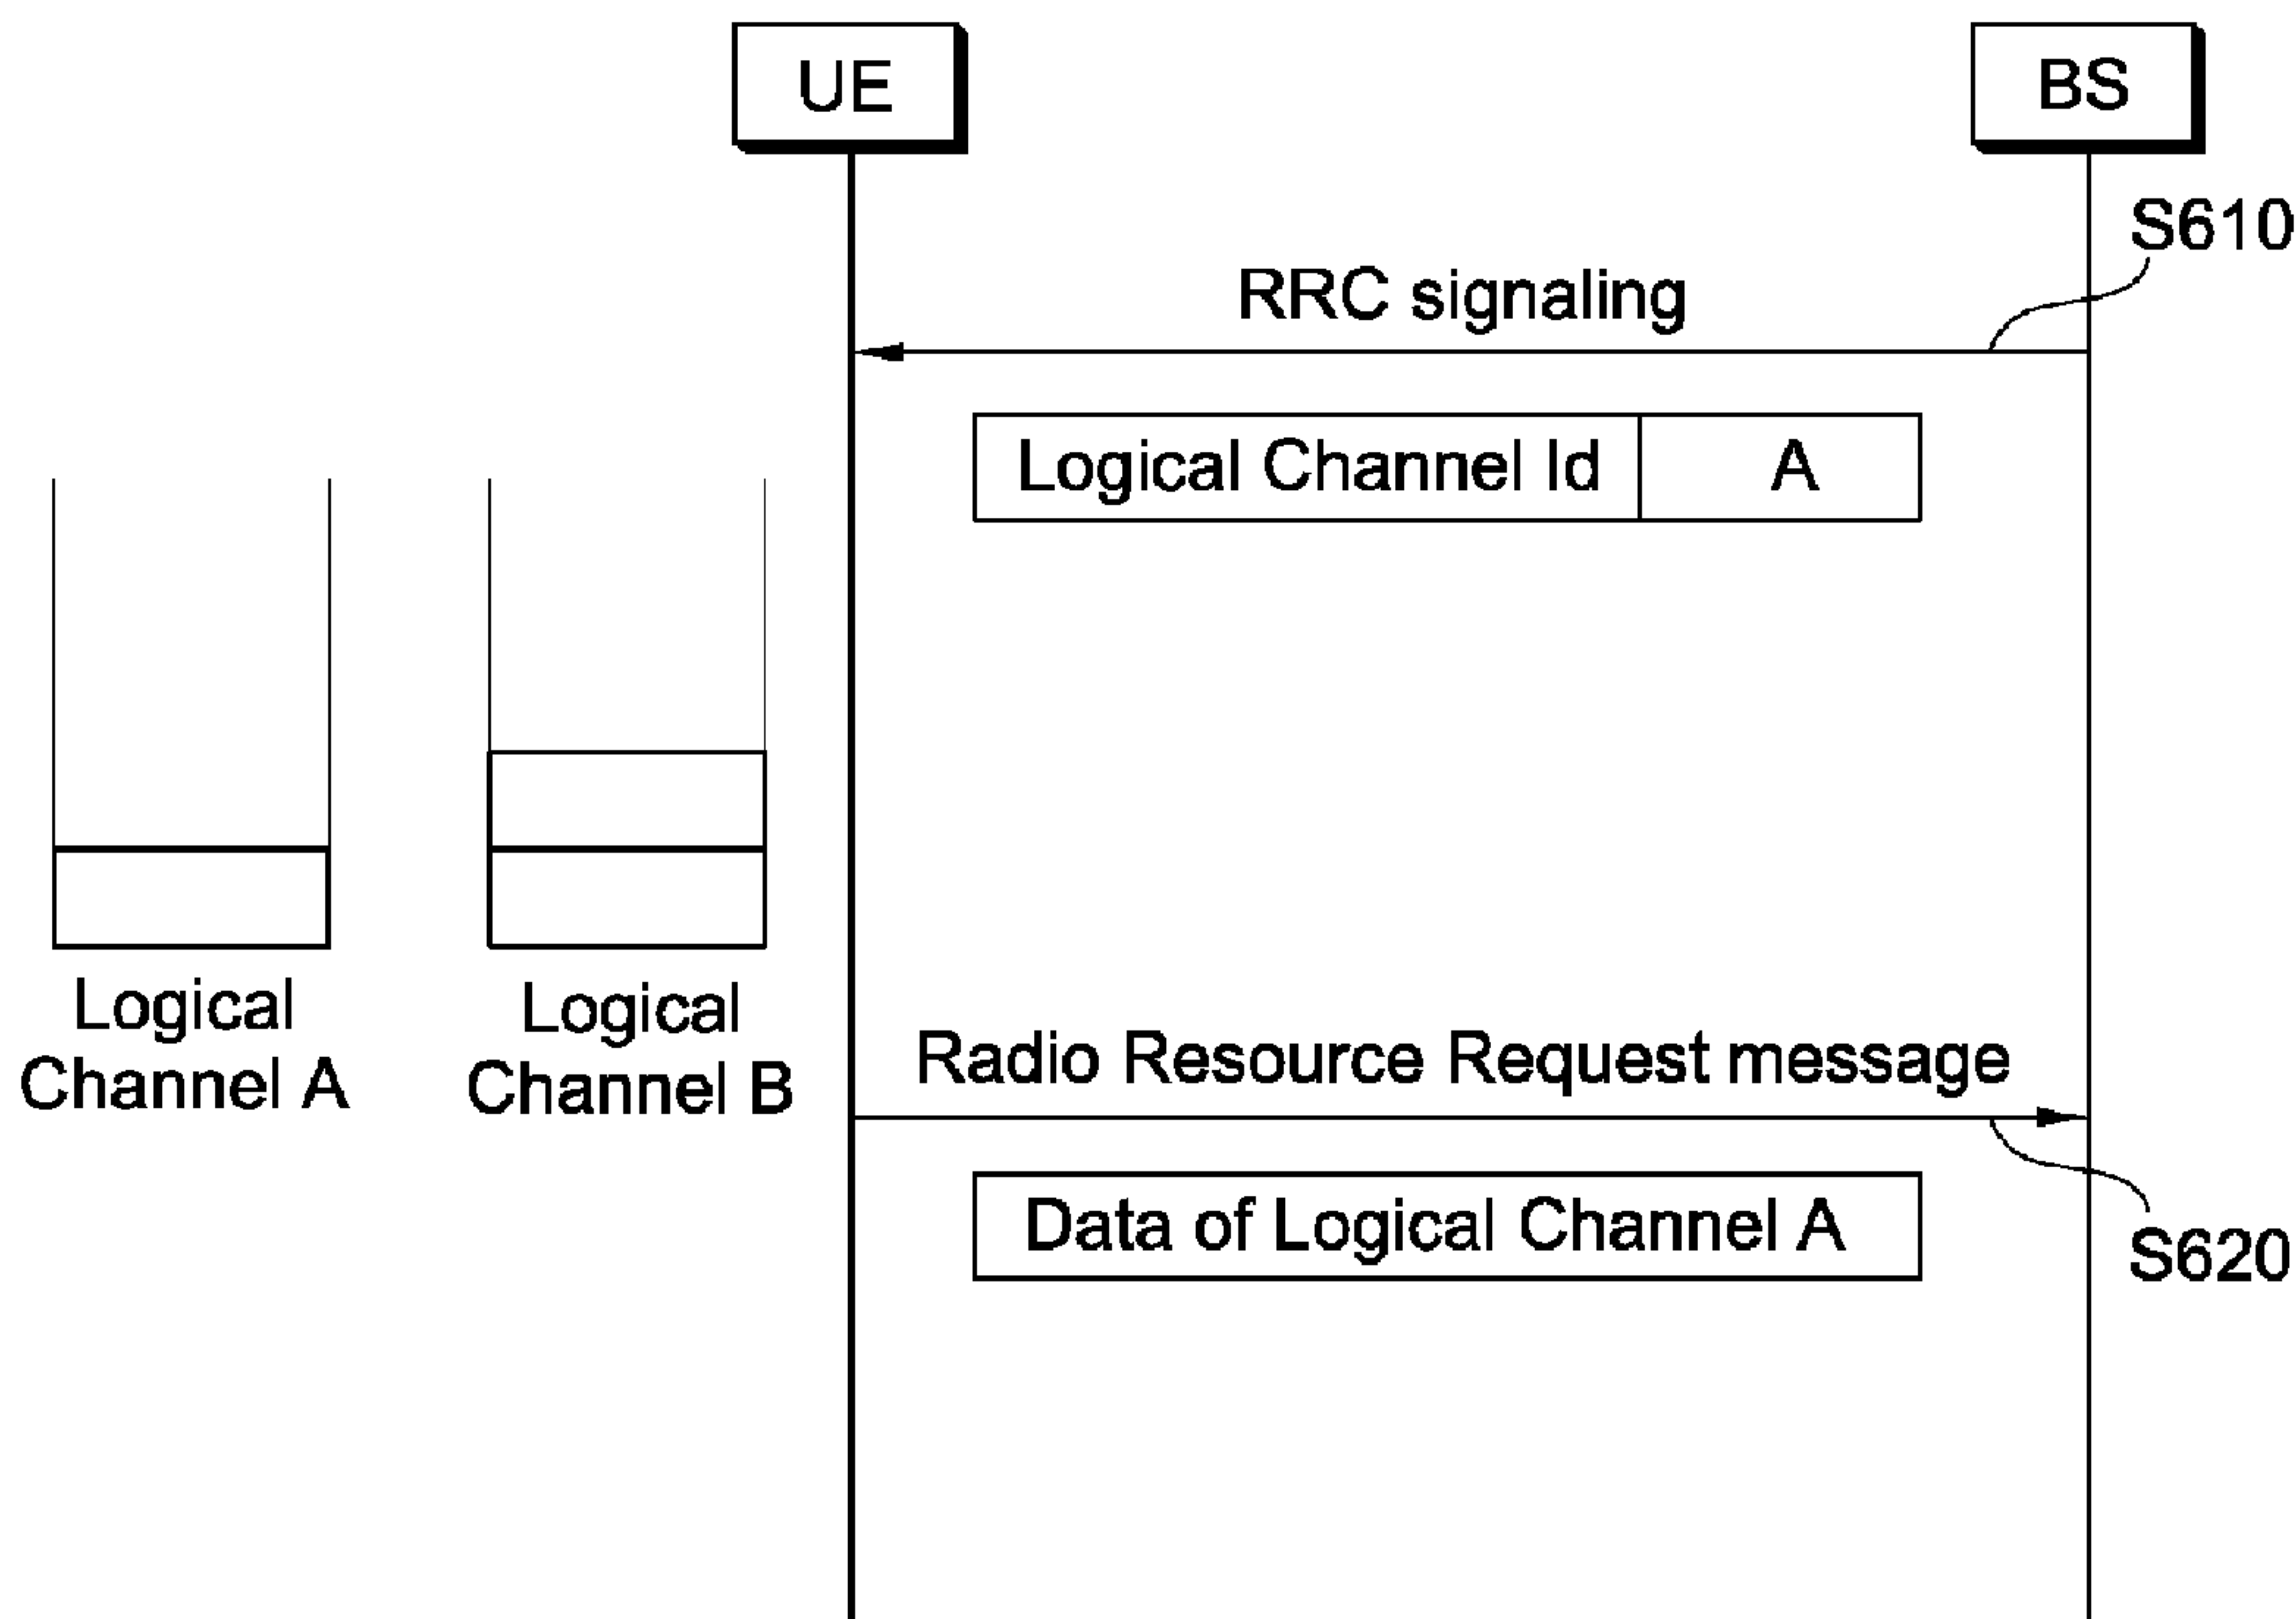 UE
BS
S610
RRC signaling
Logical Channel Id
A
Logical
Channel A
Logical
Channel B
Radio Resource Request message
Data of Logical Channel A
S620